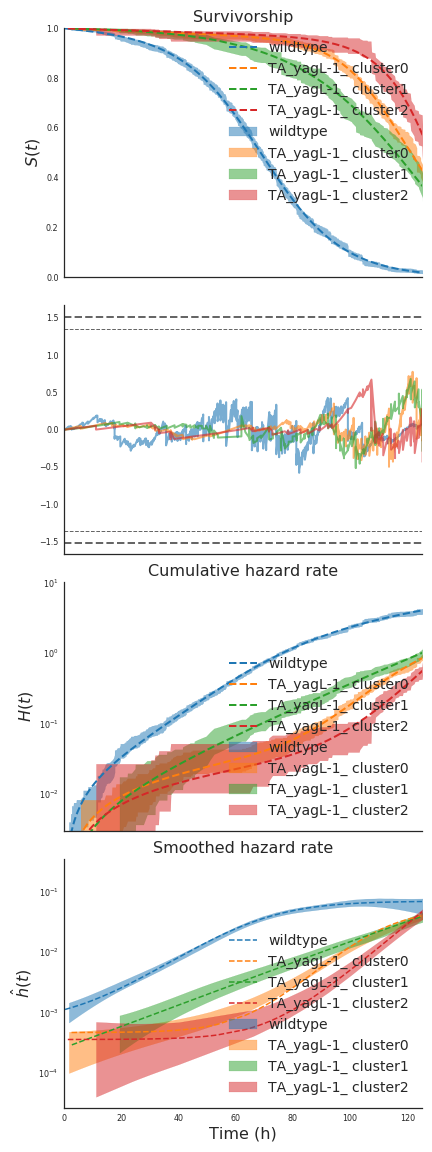 Survivorship
1.0
0.8
0.6
0.4
0.2
0.0
S(t)
wildtype
TA_yagL-1_ cluster0
TA_yagL-1_ cluster1
TA_yagL-1_ cluster2
wildtype
TA_yagL-1_ cluster0
TA_yagL-1_ cluster1
TA_yagL-1_ cluster2
1.5
1.0
0.5
0.0
−0.5
−1.0
−1.5
Cumulative hazard rate
10¹
10⁰
10⁻¹
10⁻²
H(t)
wildtype
TA_yagL-1_ cluster0
TA_yagL-1_ cluster1
TA_yagL-1_ cluster2
wildtype
TA_yagL-1_ cluster0
TA_yagL-1_ cluster1
TA_yagL-1_ cluster2
Smoothed hazard rate
10⁻¹
10⁻²
10⁻³
10⁻⁴
ĥ(t)
wildtype
TA_yagL-1_ cluster0
TA_yagL-1_ cluster1
TA_yagL-1_ cluster2
wildtype
TA_yagL-1_ cluster0
TA_yagL-1_ cluster1
TA_yagL-1_ cluster2
0 20 40 60 80 100 120
Time (h)